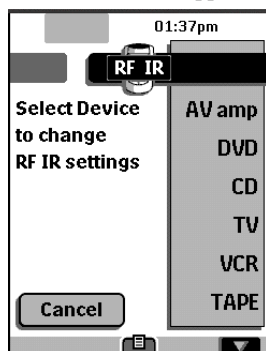 01:37pm
RF IR
Select Device
to change
RF IR settings
AV amp
DVD
CD
TV
VCR
TAPE
Cancel